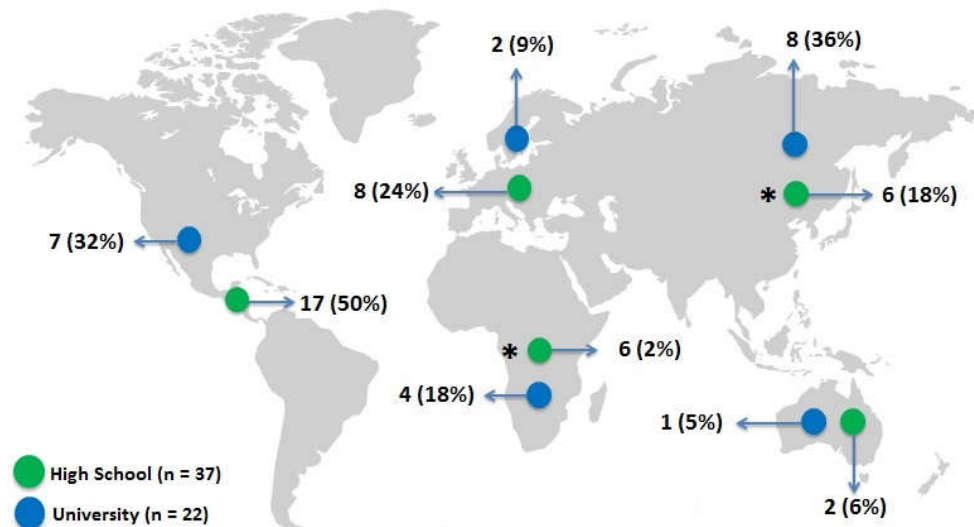 2 (9%)
8 (36%)
8 (24%)
* 6 (18%)
7 (32%)
17 (50%)
* 6 (2%)
4 (18%)
1 (5%)
2 (6%)
High School (n = 37)
University (n = 22)